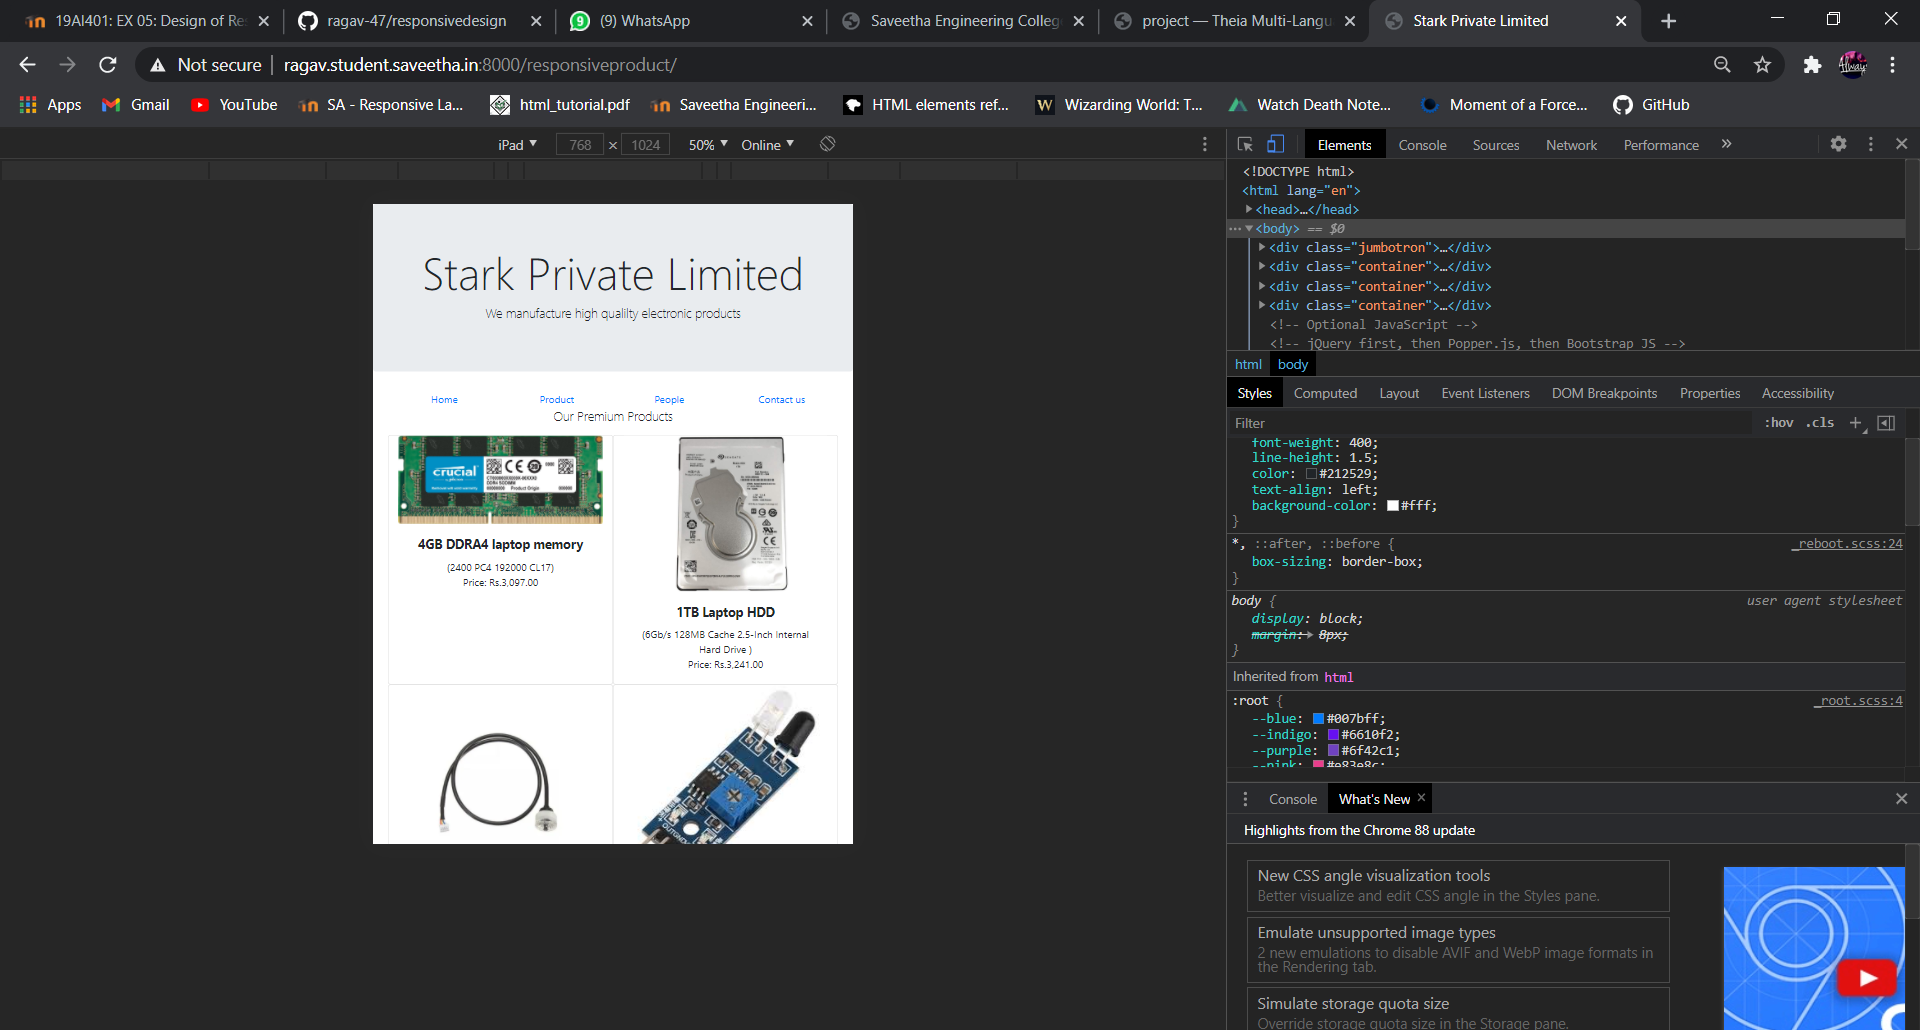 19AI401: EX 05: Design of Res
ragav-47/responsivedesign
(9) WhatsApp
Saveetha Engineering Colleg
project — Theia Multi-Langu
Stark Private Limited
Not secure
ragav.student.saveetha.in:8000/responsiveproduct/
Apps
Gmail
YouTube
SA - Responsive La...
html_tutorial.pdf
Saveetha Engineeri...
HTML elements ref...
Wizarding World: T...
Watch Death Note...
Moment of a Force...
GitHub
iPad
768 × 1024
50%
Online
Elements
Console
Sources
Network
Performance
»
<!DOCTYPE html>
<html lang="en">
<head>…</head>
<body> == $0
<div class="jumbotron">…</div>
<div class="container">…</div>
<div class="container">…</div>
<div class="container">…</div>
<!-- Optional JavaScript -->
<!-- jQuery first, then Popper.js, then Bootstrap JS -->
html body
Styles
Computed
Layout
Event Listeners
DOM Breakpoints
Properties
Accessibility
Filter
:hov .cls
font-weight: 400;
line-height: 1.5;
color: #212529;
text-align: left;
background-color: #fff;
}
*, ::after, ::before {
_reboot.scss:24
box-sizing: border-box;
}
body {
user agent stylesheet
display: block;
margin: 8px;
}
Inherited from html
:root {
_root.scss:4
--blue: #007bff;
--indigo: #6610f2;
--purple: #6f42c1;
--pink: #e83e8c;
Console
What's New
Highlights from the Chrome 88 update
New CSS angle visualization tools
Better visualize and edit CSS angle in the Styles pane.
Emulate unsupported image types
2 new emulations to disable AVIF and WebP image formats in
the Rendering tab.
Simulate storage quota size
Override storage quota size in the Storage pane.
Stark Private Limited
We manufacture high qualilty electronic products
Home
Product
People
Contact us
Our Premium Products
crucial
4GB DDRA4 laptop memory
(2400 PC4 192000 CL17)
Price: Rs.3,097.00
1TB Laptop HDD
(6Gb/s 128MB Cache 2.5-Inch Internal
Hard Drive )
Price: Rs.3,241.00